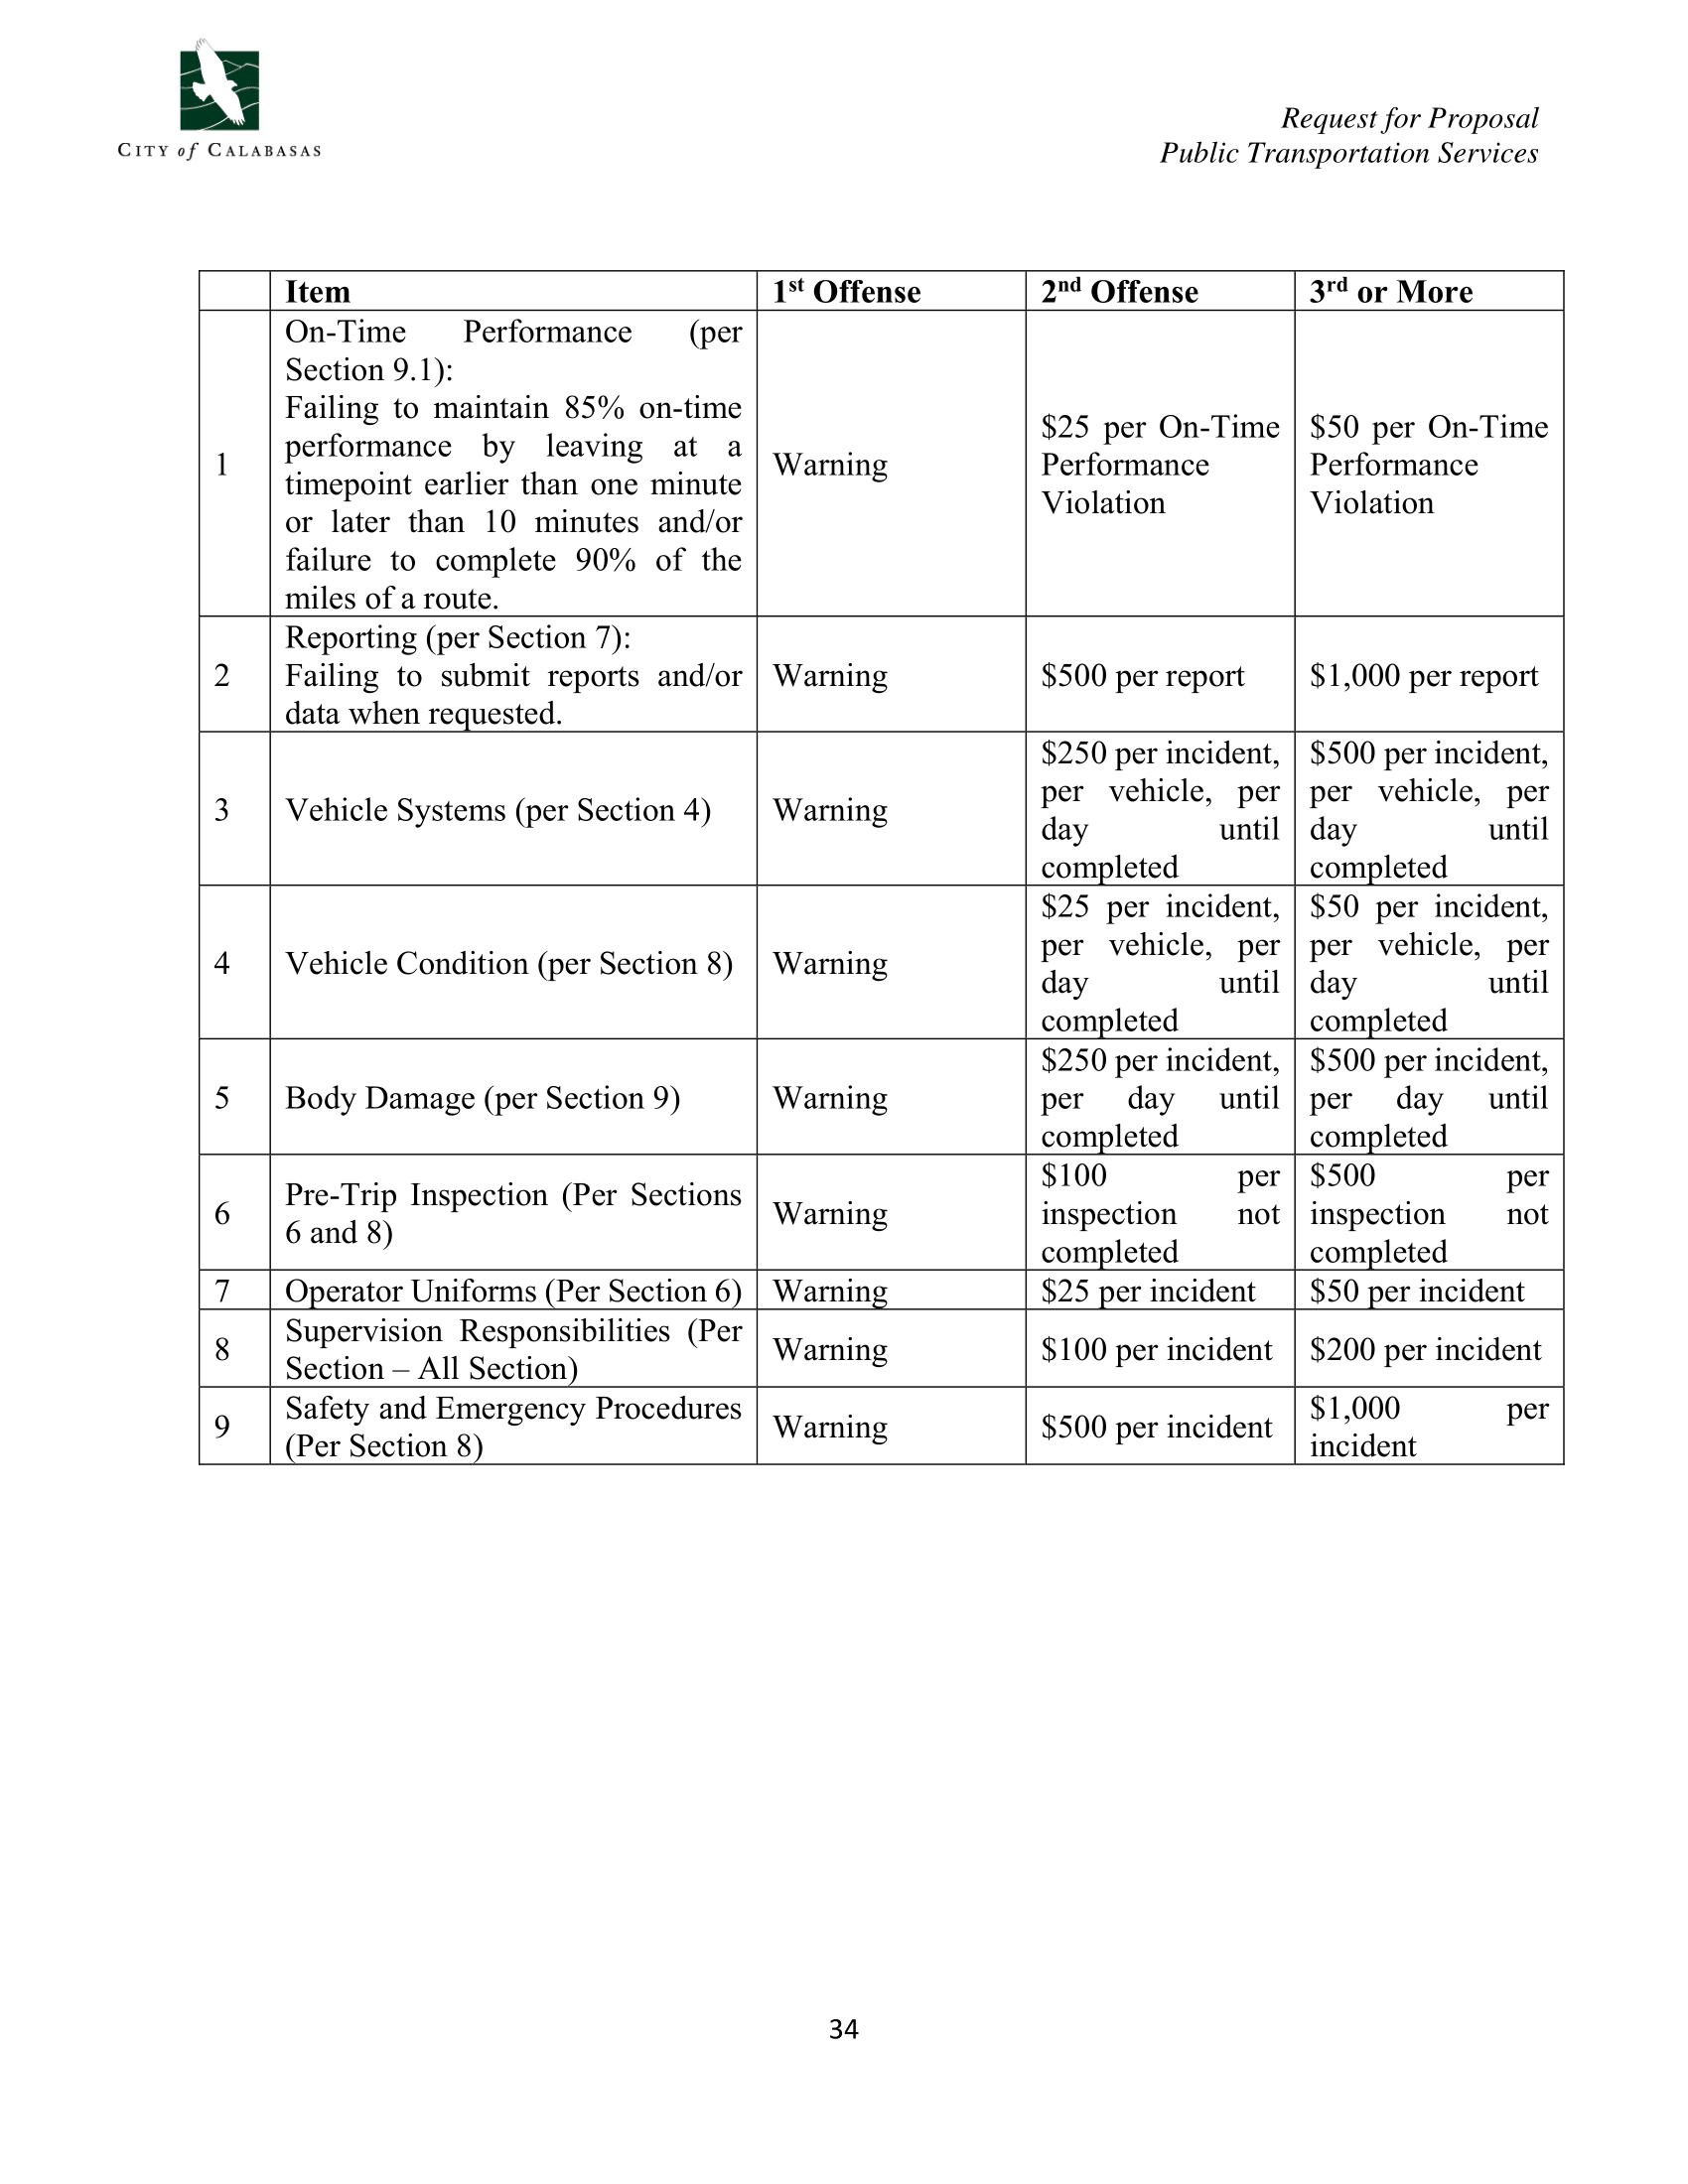 CITY of CALABASAS
Request for Proposal
Public Transportation Services
Item
1st Offense
2nd Offense
3rd or More
1
On-Time Performance (per
Section 9.1):
Failing to maintain 85% on-time
performance by leaving at a
timepoint earlier than one minute
or later than 10 minutes and/or
failure to complete 90% of the
miles of a route.
Warning
$25 per On-Time
Performance
Violation
$50 per On-Time
Performance
Violation
2
Reporting (per Section 7):
Failing to submit reports and/or
data when requested.
Warning
$500 per report
$1,000 per report
3
Vehicle Systems (per Section 4)
Warning
$250 per incident,
per vehicle, per
day until
completed
$500 per incident,
per vehicle, per
day until
completed
4
Vehicle Condition (per Section 8)
Warning
$25 per incident,
per vehicle, per
day until
completed
$50 per incident,
per vehicle, per
day until
completed
5
Body Damage (per Section 9)
Warning
$250 per incident,
per day until
completed
$500 per incident,
per day until
completed
6
Pre-Trip Inspection (Per Sections
6 and 8)
Warning
$100 per
inspection not
completed
$500 per
inspection not
completed
7
Operator Uniforms (Per Section 6)
Warning
$25 per incident
$50 per incident
8
Supervision Responsibilities (Per
Section – All Section)
Warning
$100 per incident
$200 per incident
9
Safety and Emergency Procedures
(Per Section 8)
Warning
$500 per incident
$1,000 per
incident
34